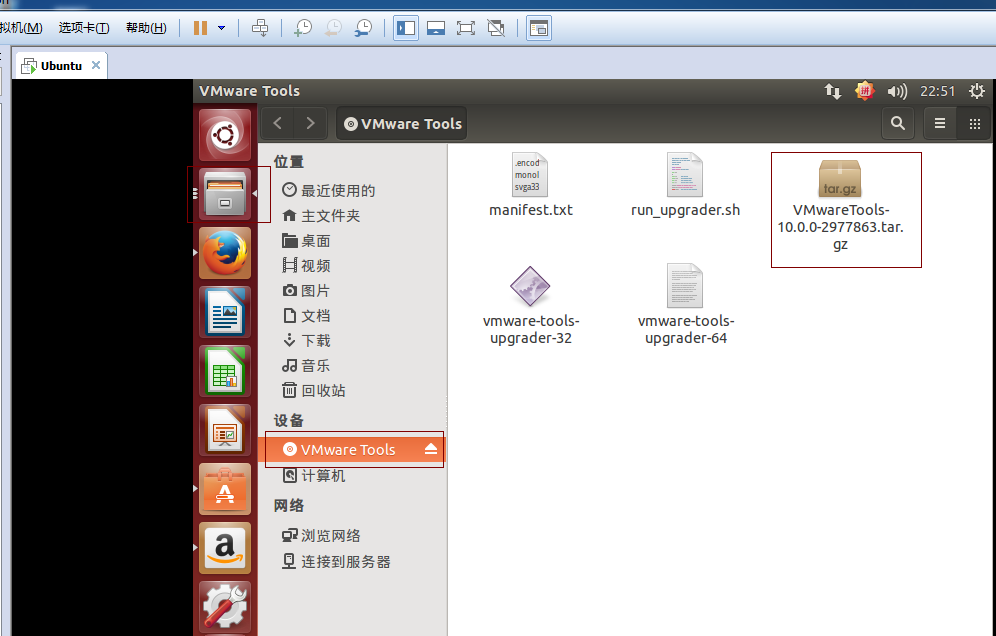 拟机(M) 选项卡(T) 帮助(H)
Ubuntu
VMware Tools
拼
22:51
VMware Tools
位置
最近使用的
主文件夹
桌面
视频
图片
文档
下载
音乐
回收站
设备
VMware Tools
计算机
网络
浏览网络
连接到服务器
.encod
monol
svga33
manifest.txt
run_upgrader.sh
tar.gz
VMwareTools-
10.0.0-2977863.tar.
gz
vmware-tools-
upgrader-32
vmware-tools-
upgrader-64